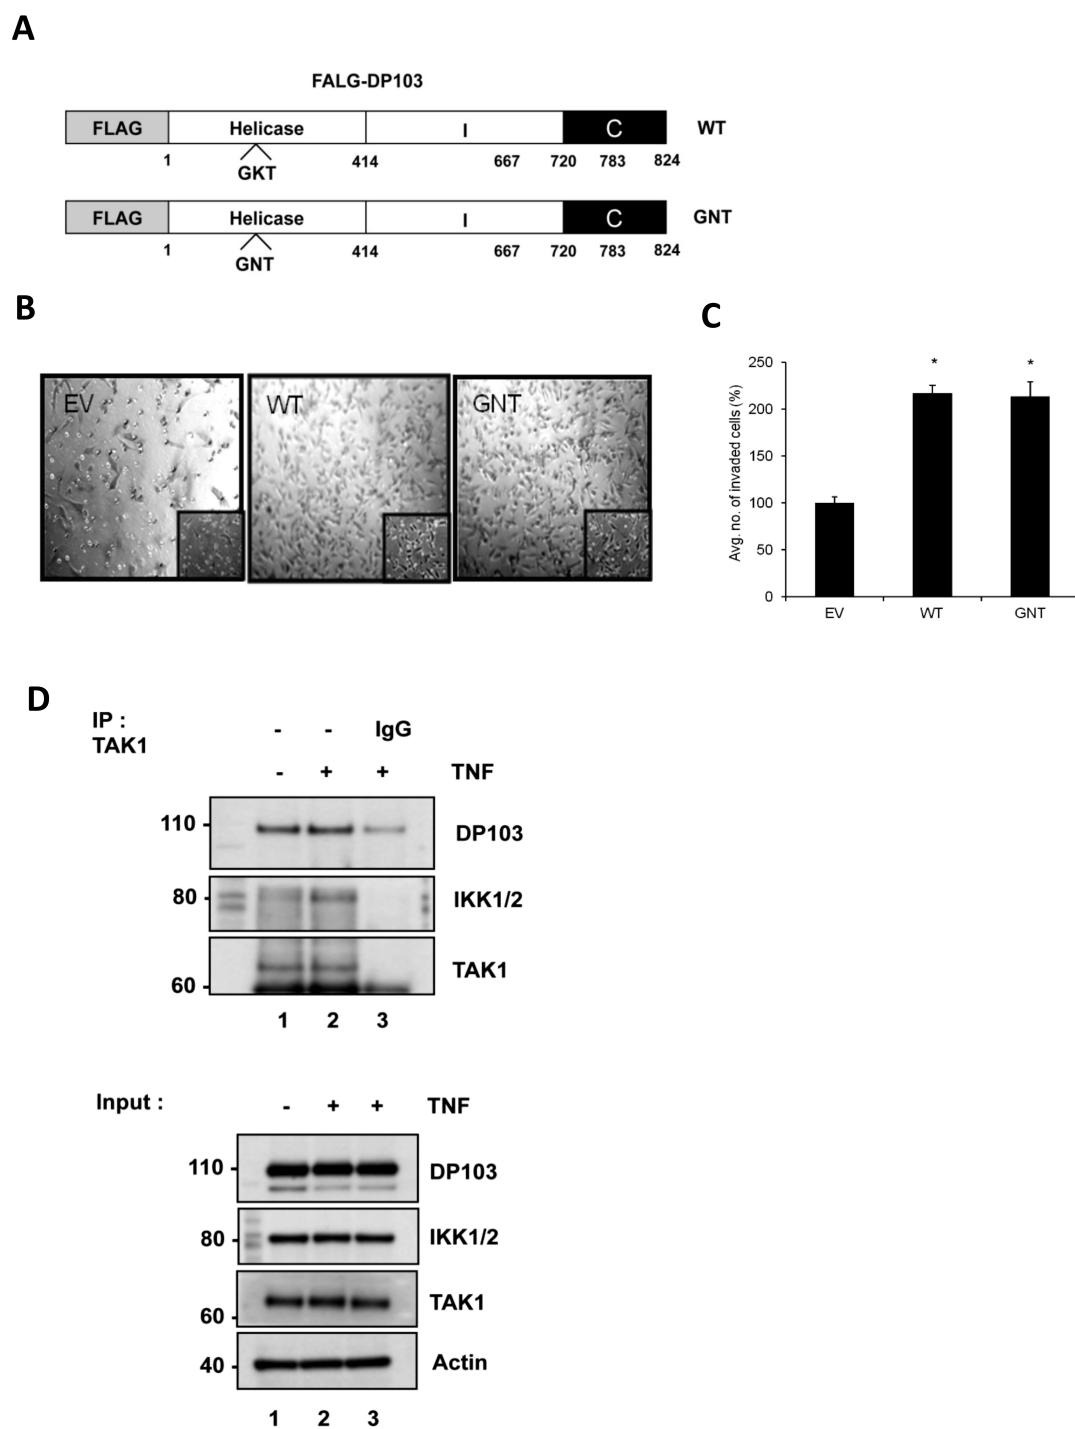 A
FALG-DP103
FLAG Helicase I C WT
1 414 667 720 783 824
GKT
FLAG Helicase I C GNT
1 414 667 720 783 824
GNT
B
EV WT GNT
C
250
200
150
100
50
0
Avg. no. of invaded cells (%)
* *
EV WT GNT
D
IP :
TAK1
- - IgG
- + + TNF
110 DP103
80 IKK1/2
TAK1
60
1 2 3
Input : - + + TNF
110 DP103
80 IKK1/2
TAK1
60
40 Actin
1 2 3